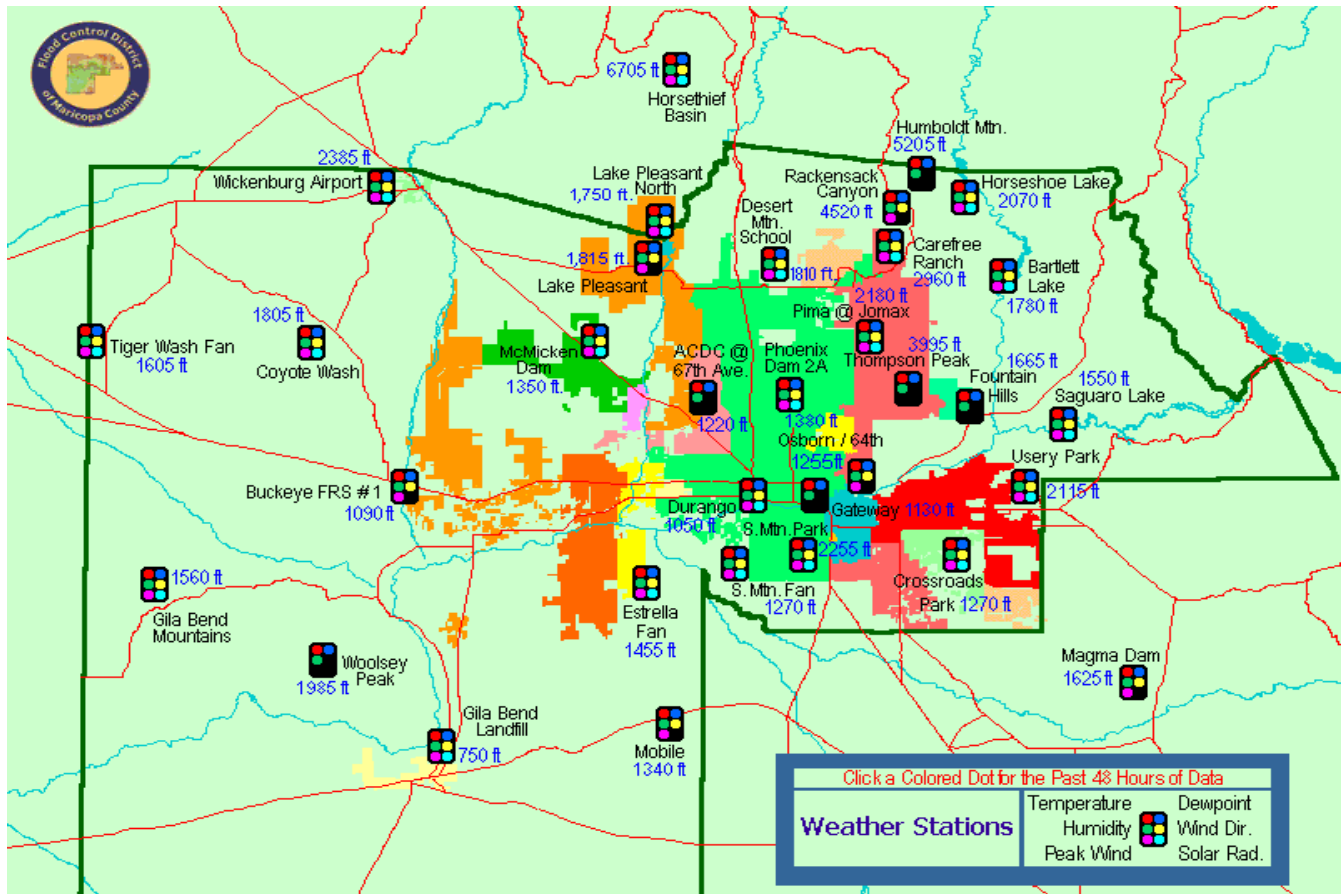 Flood Control District
of Maricopa County
6705 ft
Horsethief
Basin
Humboldt Mtn.
5205 ft
2385 ft
Wickenburg Airport
Lake Pleasant
North
1,750 ft.
Rackensack
Canyon
4520 ft
Horseshoe Lake
2070 ft
Desert
Mtn.
School
1810 ft.
1,815 ft.
Lake Pleasant
Carefree
Ranch
2960 ft
Bartlett
Lake
1780 ft
2180 ft
Pima @ Jomax
1805 ft
Coyote Wash
Tiger Wash Fan
1605 ft
McMicken
Dam
1350 ft.
ACDC @
67th Ave.
1220 ft
Phoenix
Dam 2A
1380 ft
3995 ft
Thompson Peak
1665 ft
Fountain
Hills
1550 ft
Saguaro Lake
Osborn / 64th
1255 ft
Usery Park
2115 ft
Buckeye FRS #1
1090 ft
Durango
1050 ft
Gateway 1130 ft
S.Mtn.Park
2255 ft
S.Mtn. Fan
1270 ft
Crossroads
Park 1270 ft
1560 ft
Gila Bend
Mountains
Estrella
Fan
1455 ft
Woolsey
Peak
1985 ft
Magma Dam
1625 ft
Gila Bend
Landfill
750 ft
Mobile
1340 ft
Click a Colored Dot for the Past 48 Hours of Data
Weather Stations
Temperature Dewpoint
Humidity Wind Dir.
Peak Wind Solar Rad.